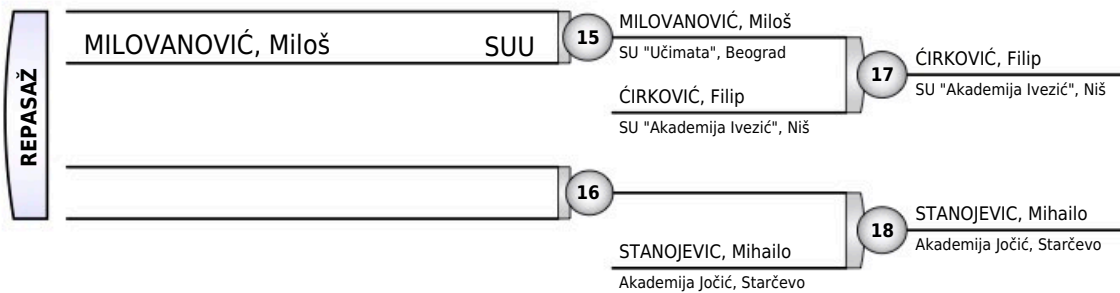 REPASAŽ
MILOVANOVIĆ, Miloš SUU
15
MILOVANOVIĆ, Miloš
SU "Učimata", Beograd
ĆIRKOVIĆ, Filip
SU "Akademija Ivezić", Niš
17
ĆIRKOVIĆ, Filip
SU "Akademija Ivezić", Niš
16
STANOJEVIC, Mihailo
Akademija Jočić, Starčevo
18
STANOJEVIC, Mihailo
Akademija Jočić, Starčevo